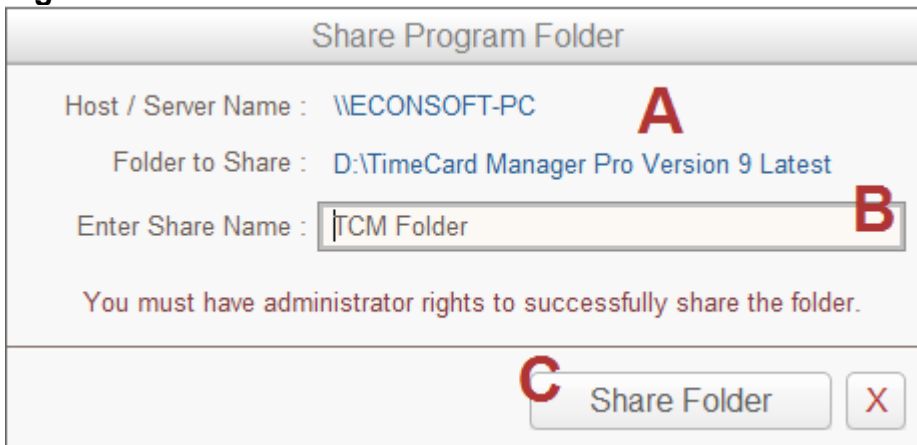 Share Program Folder
Host / Server Name : \\ECONSOFT-PC A
Folder to Share : D:\TimeCard Manager Pro Version 9 Latest
Enter Share Name : TCM Folder B
You must have administrator rights to successfully share the folder.
C Share Folder X